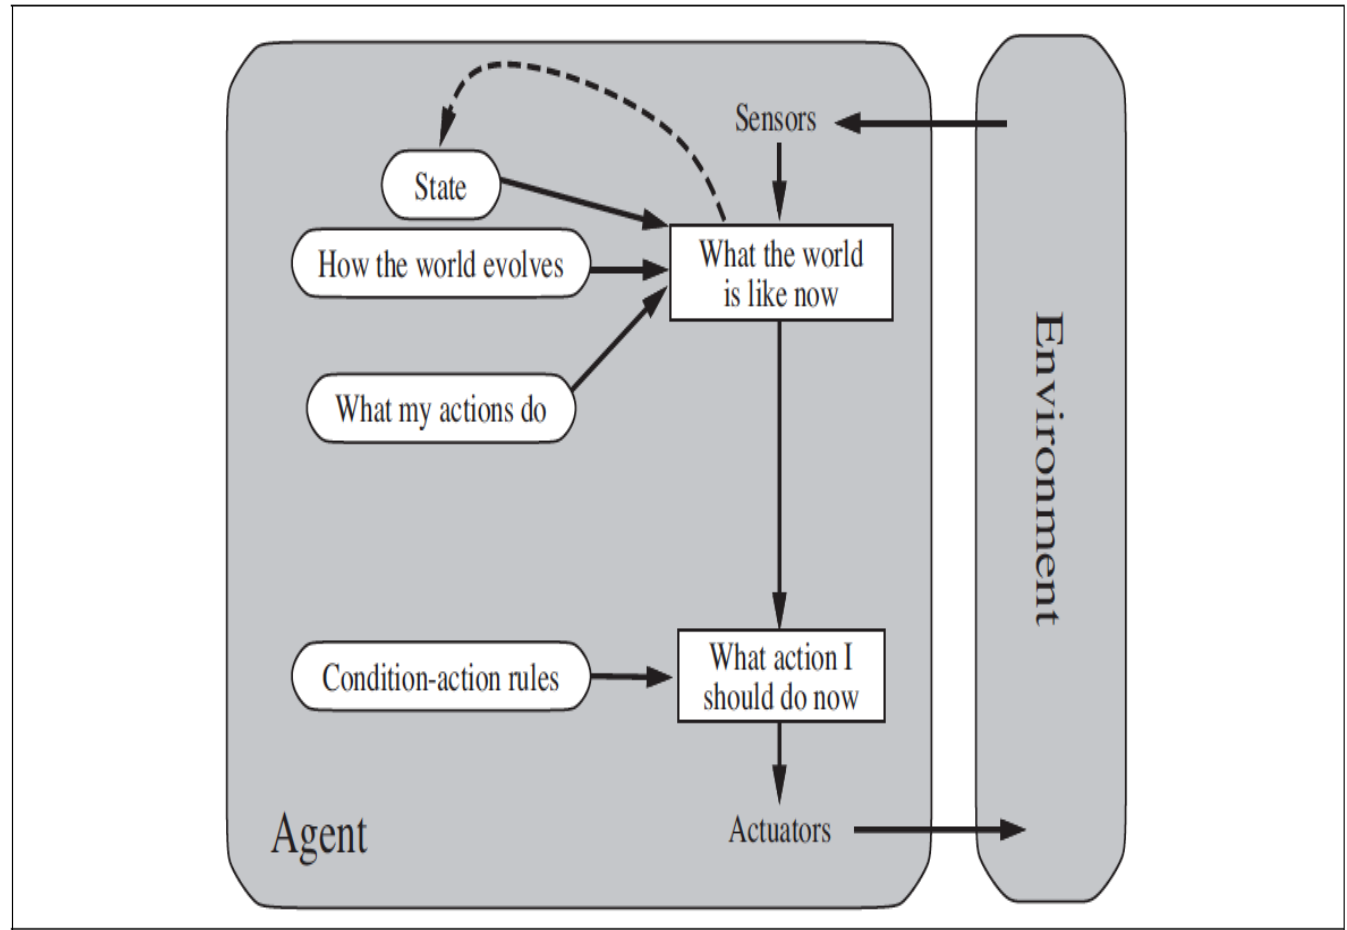 Sensors
State
What the world
is like now
How the world evolves
What my actions do
Environment
What action I
should do now
Condition-action rules
Agent
Actuators